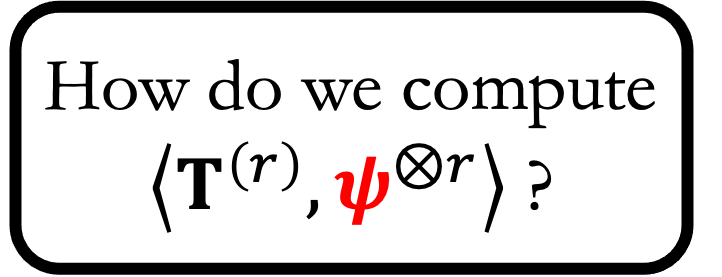 How do we compute
⟨𝐓⁽ʳ⁾, 𝝍^{⊗r}⟩ ?